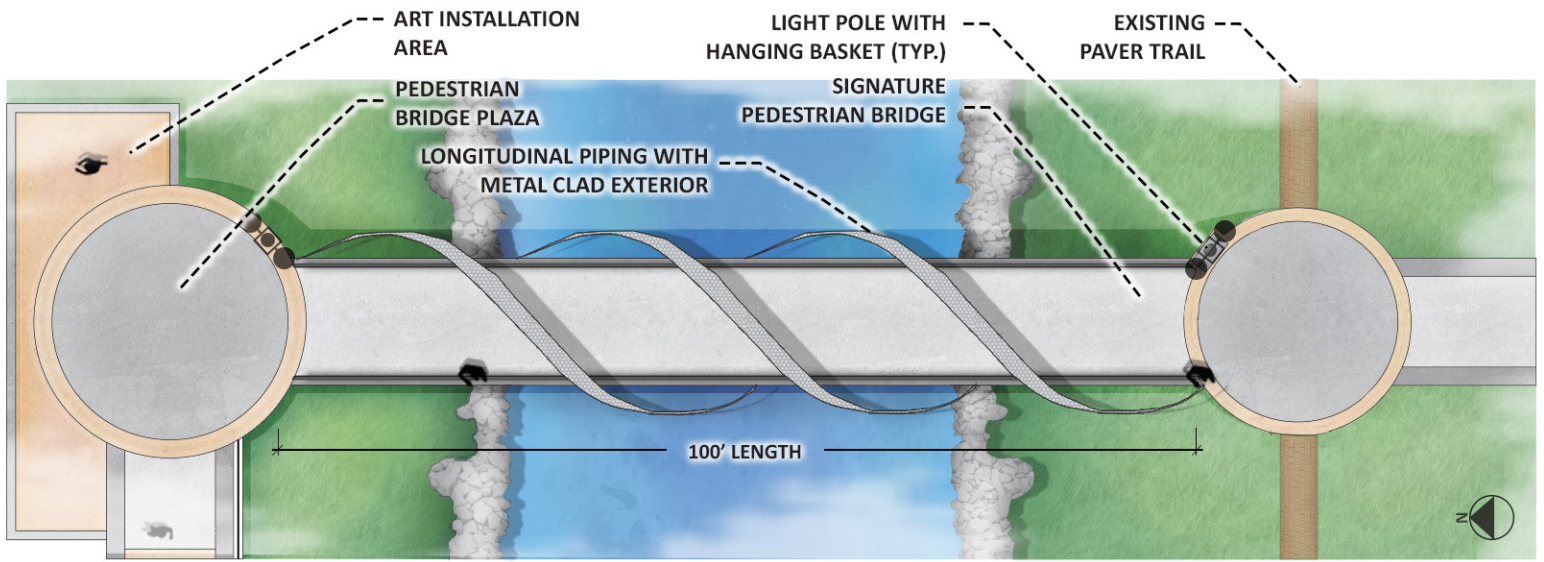 ART INSTALLATION
AREA
PEDESTRIAN
BRIDGE PLAZA
LONGITUDINAL PIPING WITH
METAL CLAD EXTERIOR
LIGHT POLE WITH
HANGING BASKET (TYP.)
SIGNATURE
PEDESTRIAN BRIDGE
EXISTING
PAVER TRAIL
100’ LENGTH
N